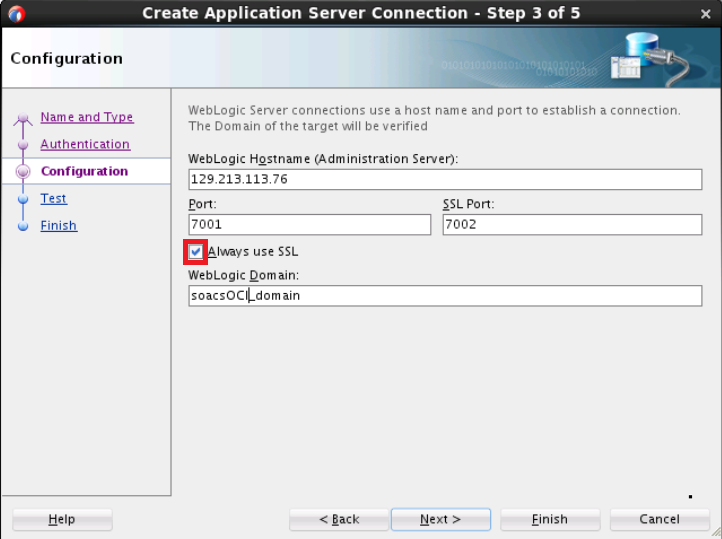 Create Application Server Connection - Step 3 of 5
Configuration
Name and Type
Authentication
Configuration
Test
Finish
WebLogic Server connections use a host name and port to establish a connection.
The Domain of the target will be verified
WebLogic Hostname (Administration Server):
129.213.113.76
Port:
SSL Port:
7001
7002
Always use SSL
WebLogic Domain:
soacsOCI_domain
Help
< Back
Next >
Finish
Cancel